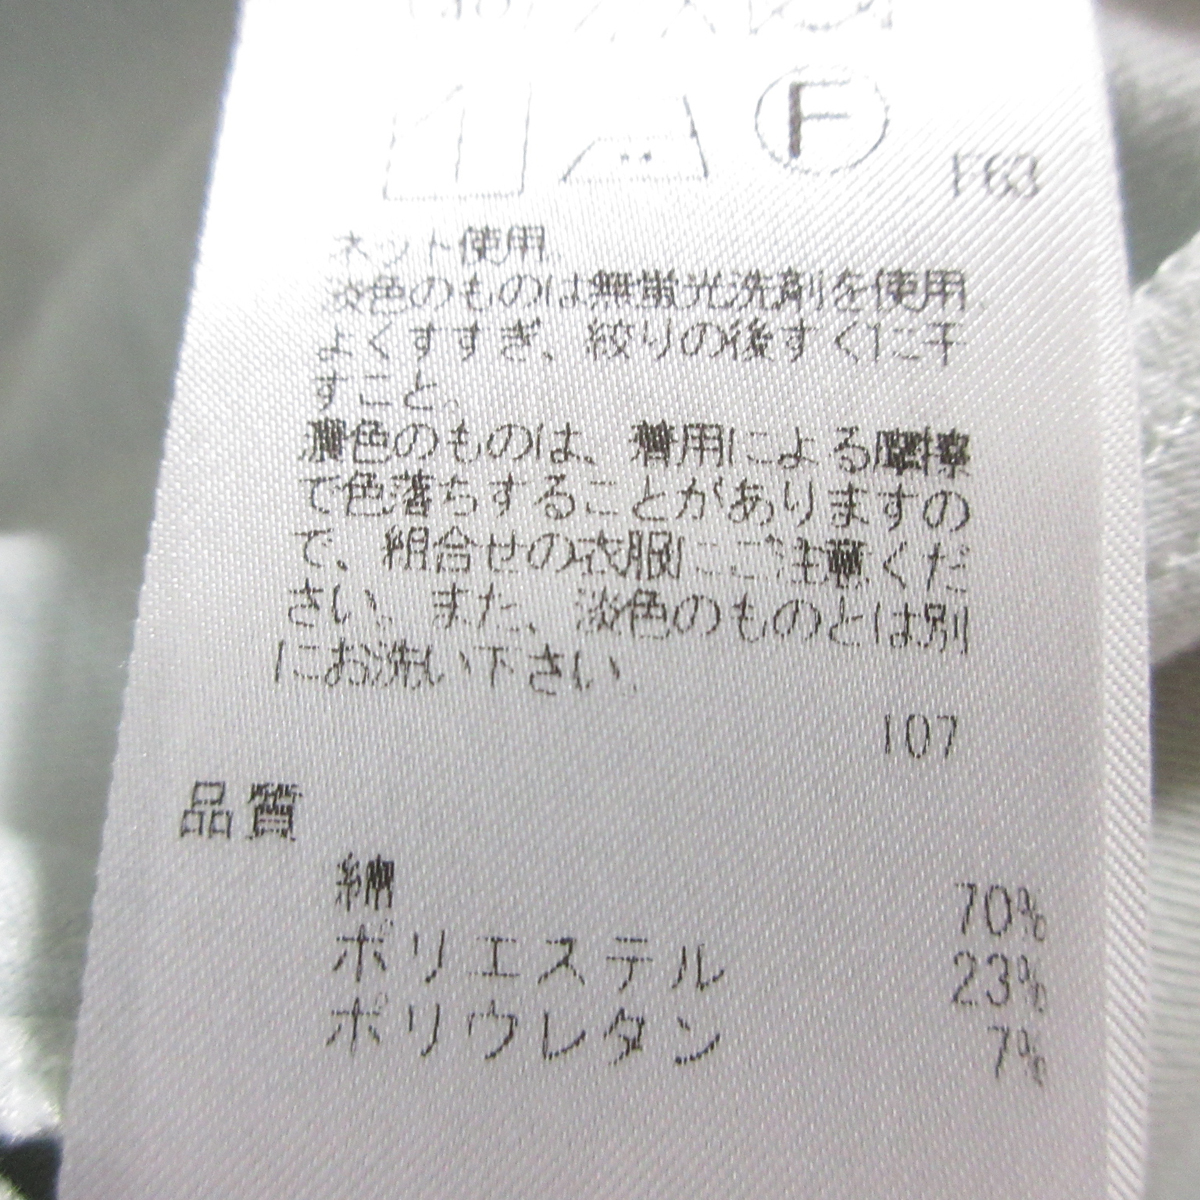 F
F63
ネット使用。
淡色のものは無蛍光洗剤を使用。
よくすすぎ、絞りの後すぐに干
すこと。
濃色のものは、着用による摩擦
で色落ちすることがありますの
で、組合せの衣服にご注意くだ
さい。また、淡色のものとは別
にお洗い下さい。
107
品質
綿 70%
ポリエステル 23%
ポリウレタン 7%